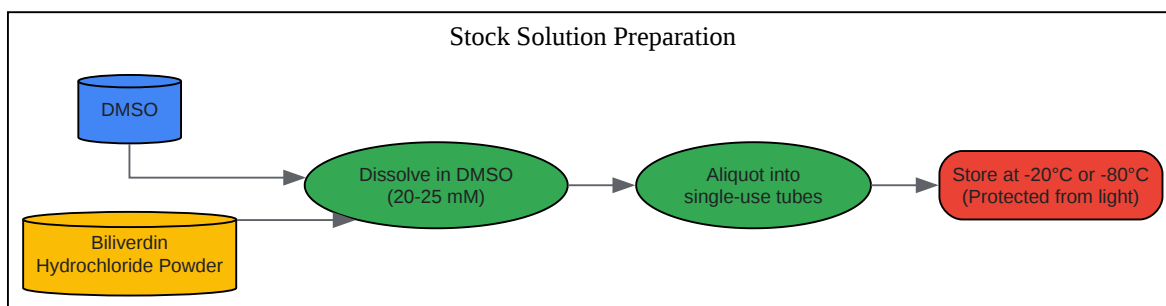 Stock Solution Preparation
DMSO
Biliverdin
Hydrochloride Powder
Dissolve in DMSO
(20-25 mM)
Aliquot into
single-use tubes
Store at -20°C or -80°C
(Protected from light)